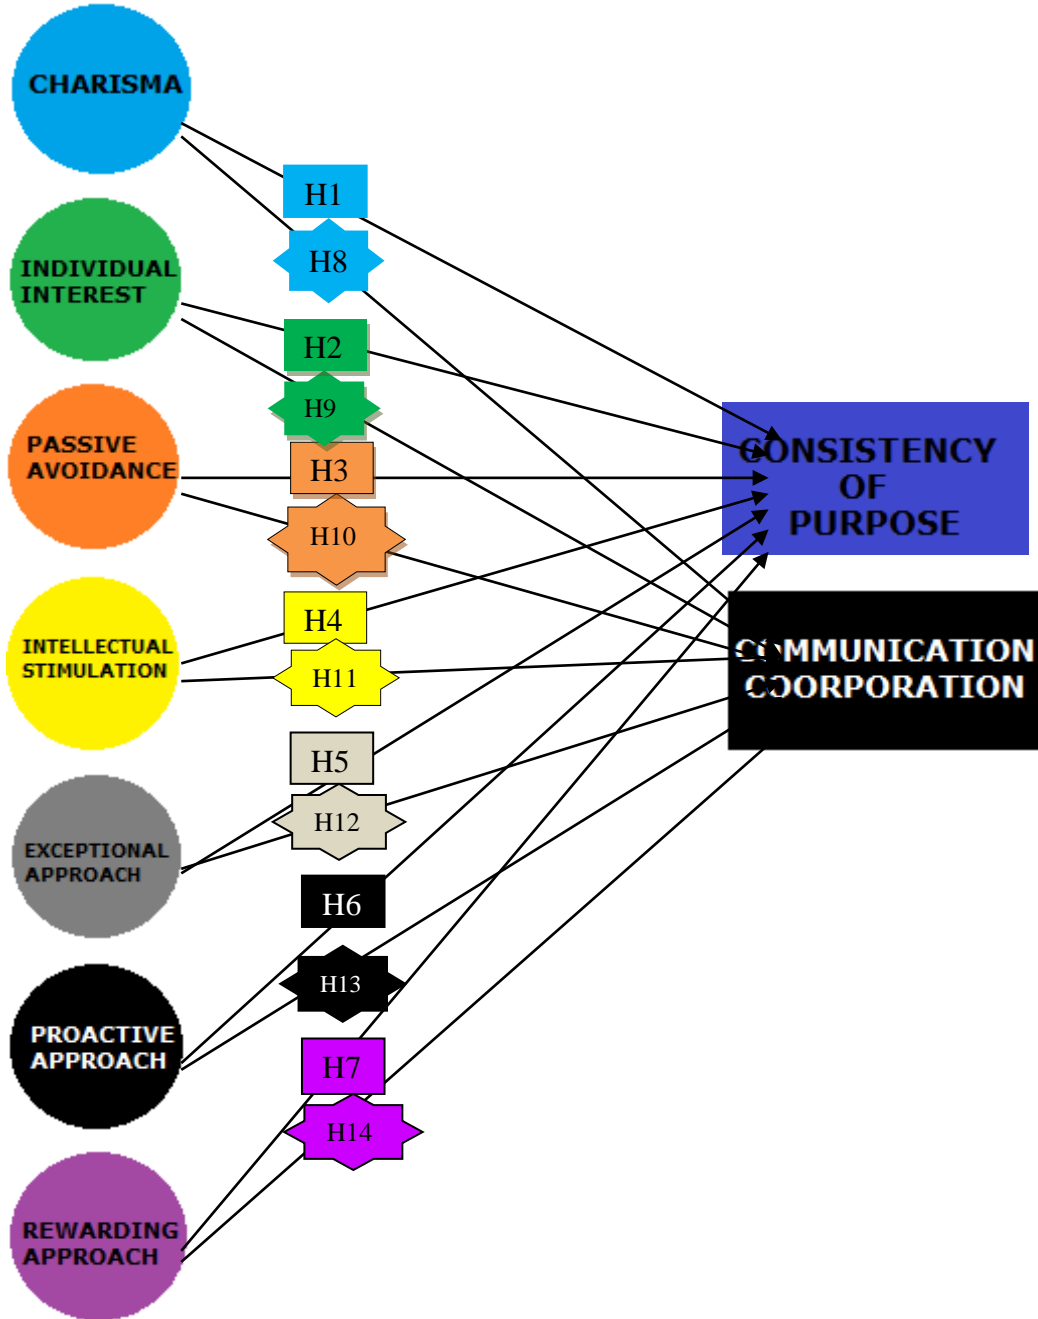 CHARISMA
INDIVIDUAL
INTEREST
PASSIVE
AVOIDANCE
INTELLECTUAL
STIMULATION
EXCEPTIONAL
APPROACH
PROACTIVE
APPROACH
REWARDING
APPROACH
H1
H8
H2
H9
H3
H10
H4
H11
H5
H12
H6
H13
H7
H14
CONSISTENCY
OF
PURPOSE
COMMUNICATION
COORPORATION